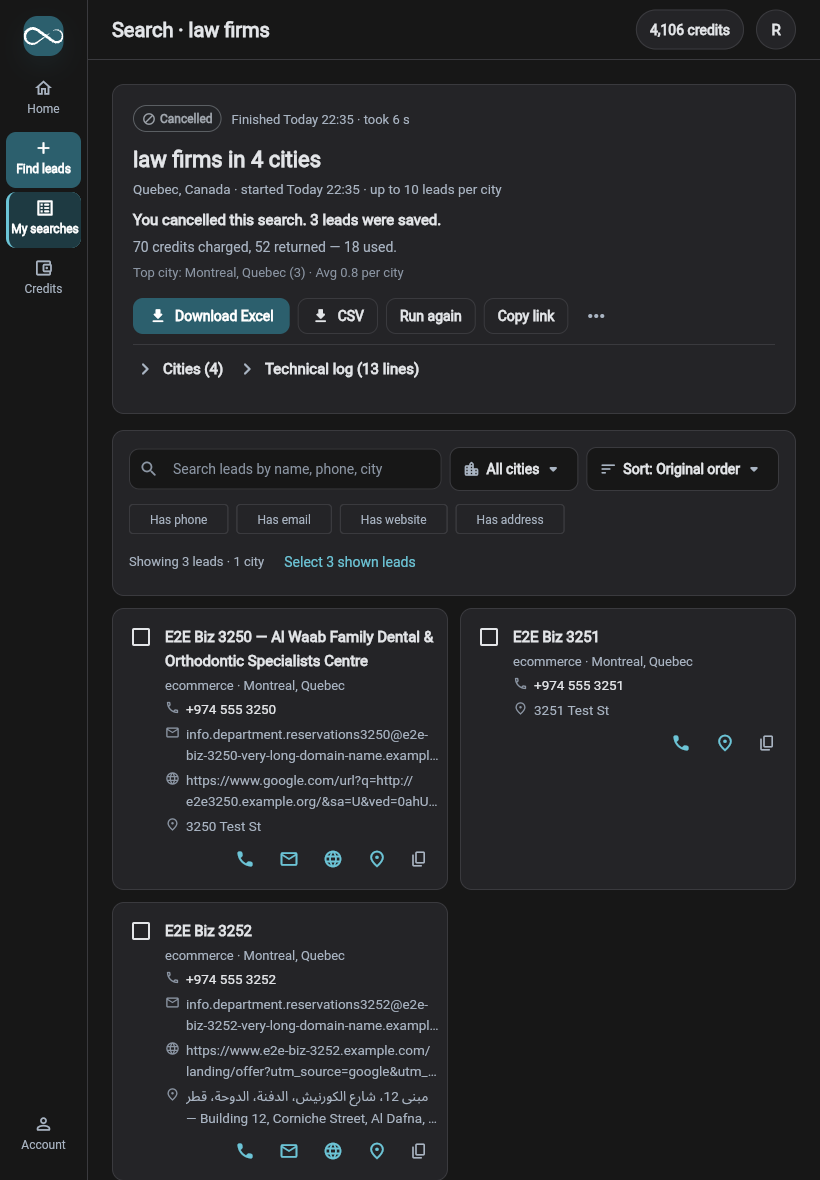 Search · law firms
4,106 credits
R
Home
Find leads
My searches
Credits
Account
Cancelled
Finished Today 22:35 · took 6 s
law firms in 4 cities
Quebec, Canada · started Today 22:35 · up to 10 leads per city
You cancelled this search. 3 leads were saved.
70 credits charged, 52 returned — 18 used.
Top city: Montreal, Quebec (3) · Avg 0.8 per city
Download Excel
CSV
Run again
Copy link
Cities (4)
Technical log (13 lines)
Search leads by name, phone, city
All cities
Sort: Original order
Has phone
Has email
Has website
Has address
Showing 3 leads · 1 city
Select 3 shown leads
E2E Biz 3250 — Al Waab Family Dental &
Orthodontic Specialists Centre
ecommerce · Montreal, Quebec
+974 555 3250
info.department.reservations3250@e2e-
biz-3250-very-long-domain-name.exampl…
https://www.google.com/url?q=http://
e2e3250.example.org/&sa=U&ved=0ahU…
3250 Test St
E2E Biz 3251
ecommerce · Montreal, Quebec
+974 555 3251
3251 Test St
E2E Biz 3252
ecommerce · Montreal, Quebec
+974 555 3252
info.department.reservations3252@e2e-
biz-3252-very-long-domain-name.exampl…
https://www.e2e-biz-3252.example.com/
landing/offer?utm_source=google&utm_…
مبنى 12، شارع الكورنيش، الدفنة، الدوحة، قطر
— Building 12, Corniche Street, Al Dafna, …